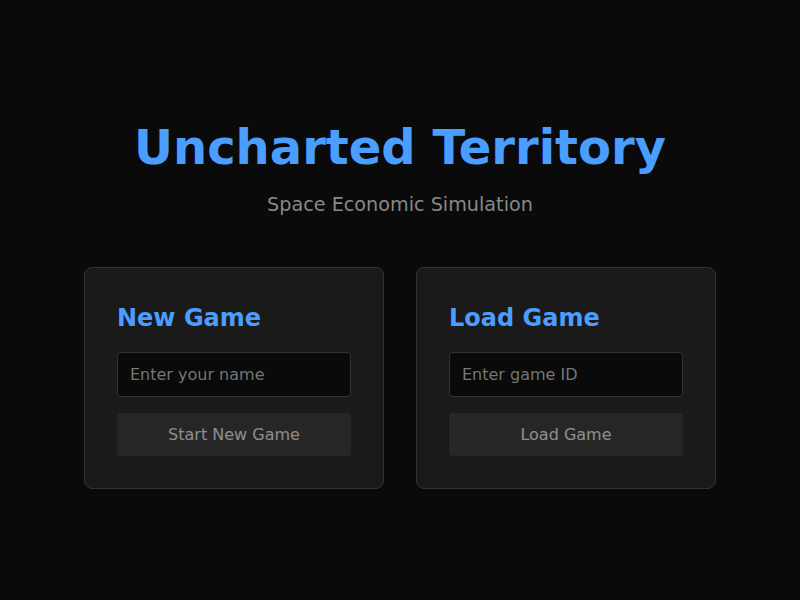 Uncharted Territory
Space Economic Simulation
New Game
Enter your name
Start New Game
Load Game
Enter game ID
Load Game